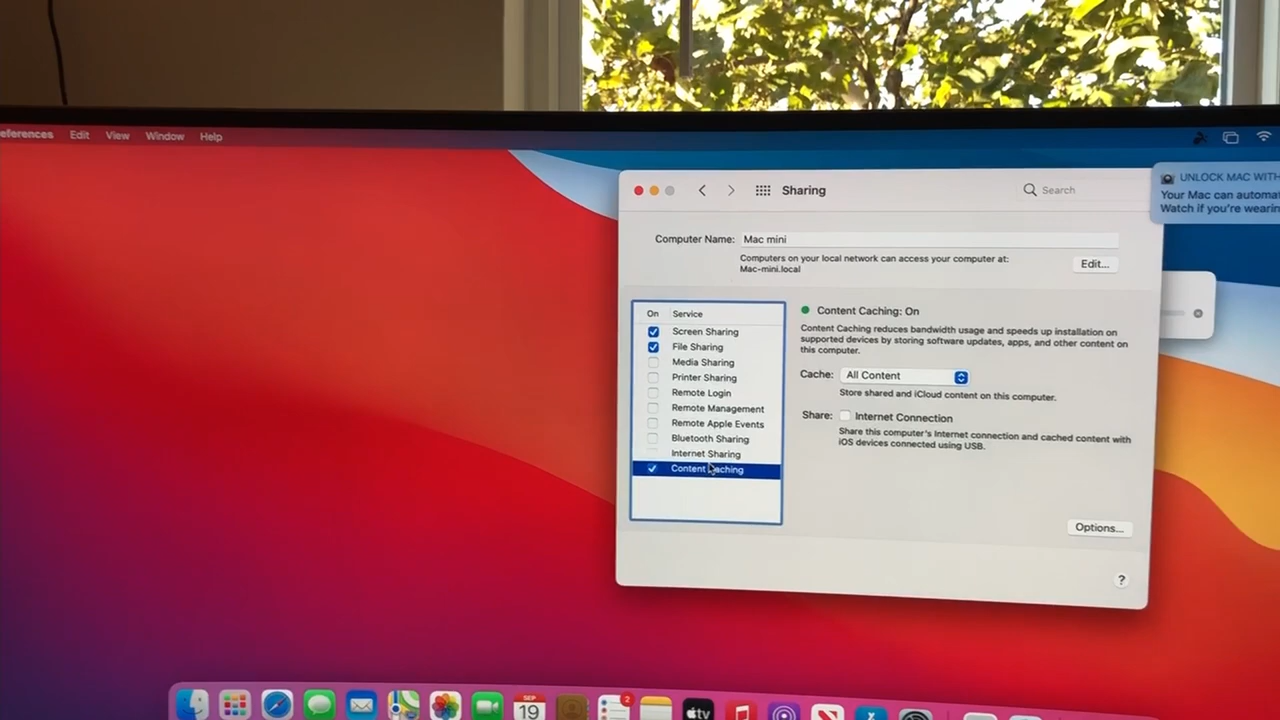 eferences Edit View Window Help
UNLOCK MAC WITH
Your Mac can automa
Watch if you're wearin
Sharing
Search
Computer Name: Mac mini
Computers on your local network can access your computer at:
Mac-mini.local
Edit...
On Service
Screen Sharing
File Sharing
Media Sharing
Printer Sharing
Remote Login
Remote Management
Remote Apple Events
Bluetooth Sharing
Internet Sharing
Content Caching
Content Caching: On
Content Caching reduces bandwidth usage and speeds up installation on
supported devices by storing software updates, apps, and other content on
this computer.
Cache: All Content
Store shared and iCloud content on this computer.
Share: Internet Connection
Share this computer's Internet connection and cached content with
iOS devices connected using USB.
Options...
?
SEP
19
2
tv